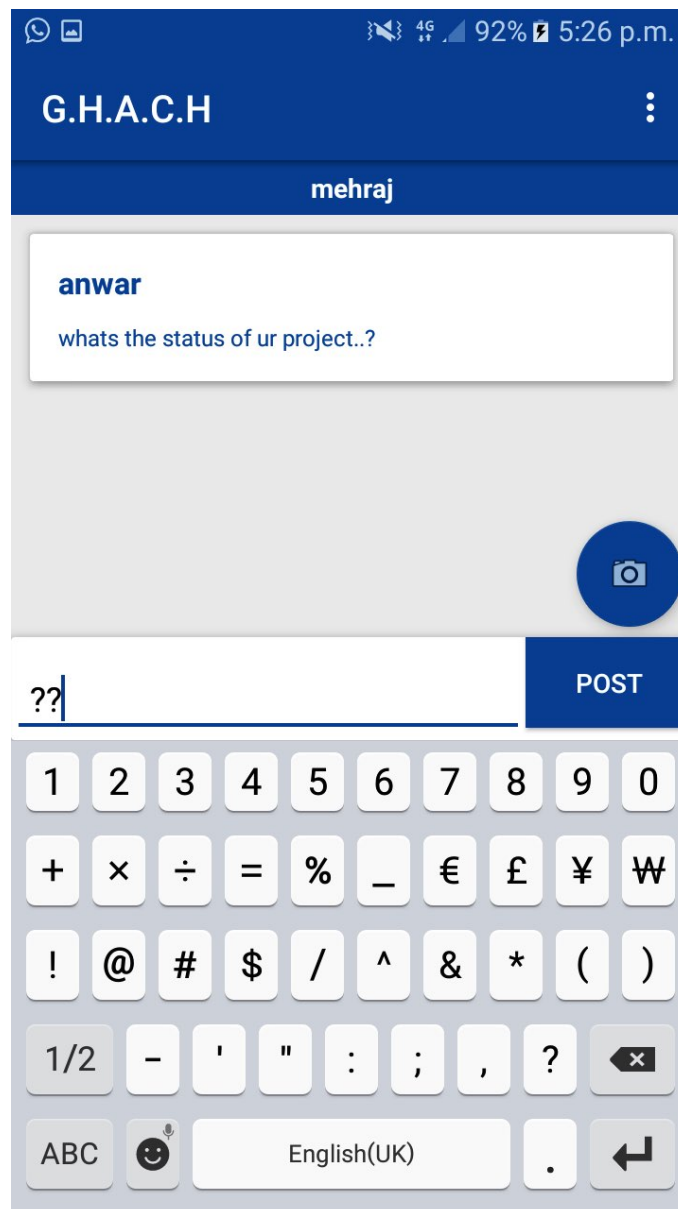 4G 92% 5:26 p.m.
G.H.A.C.H
mehraj
anwar
whats the status of ur project..?
??
POST
1 2 3 4 5 6 7 8 9 0
+ × ÷ = % _ € £ ¥ ₩
! @ # $ / ^ & * ( )
1/2 - ' " : ; , ?
ABC English(UK) .